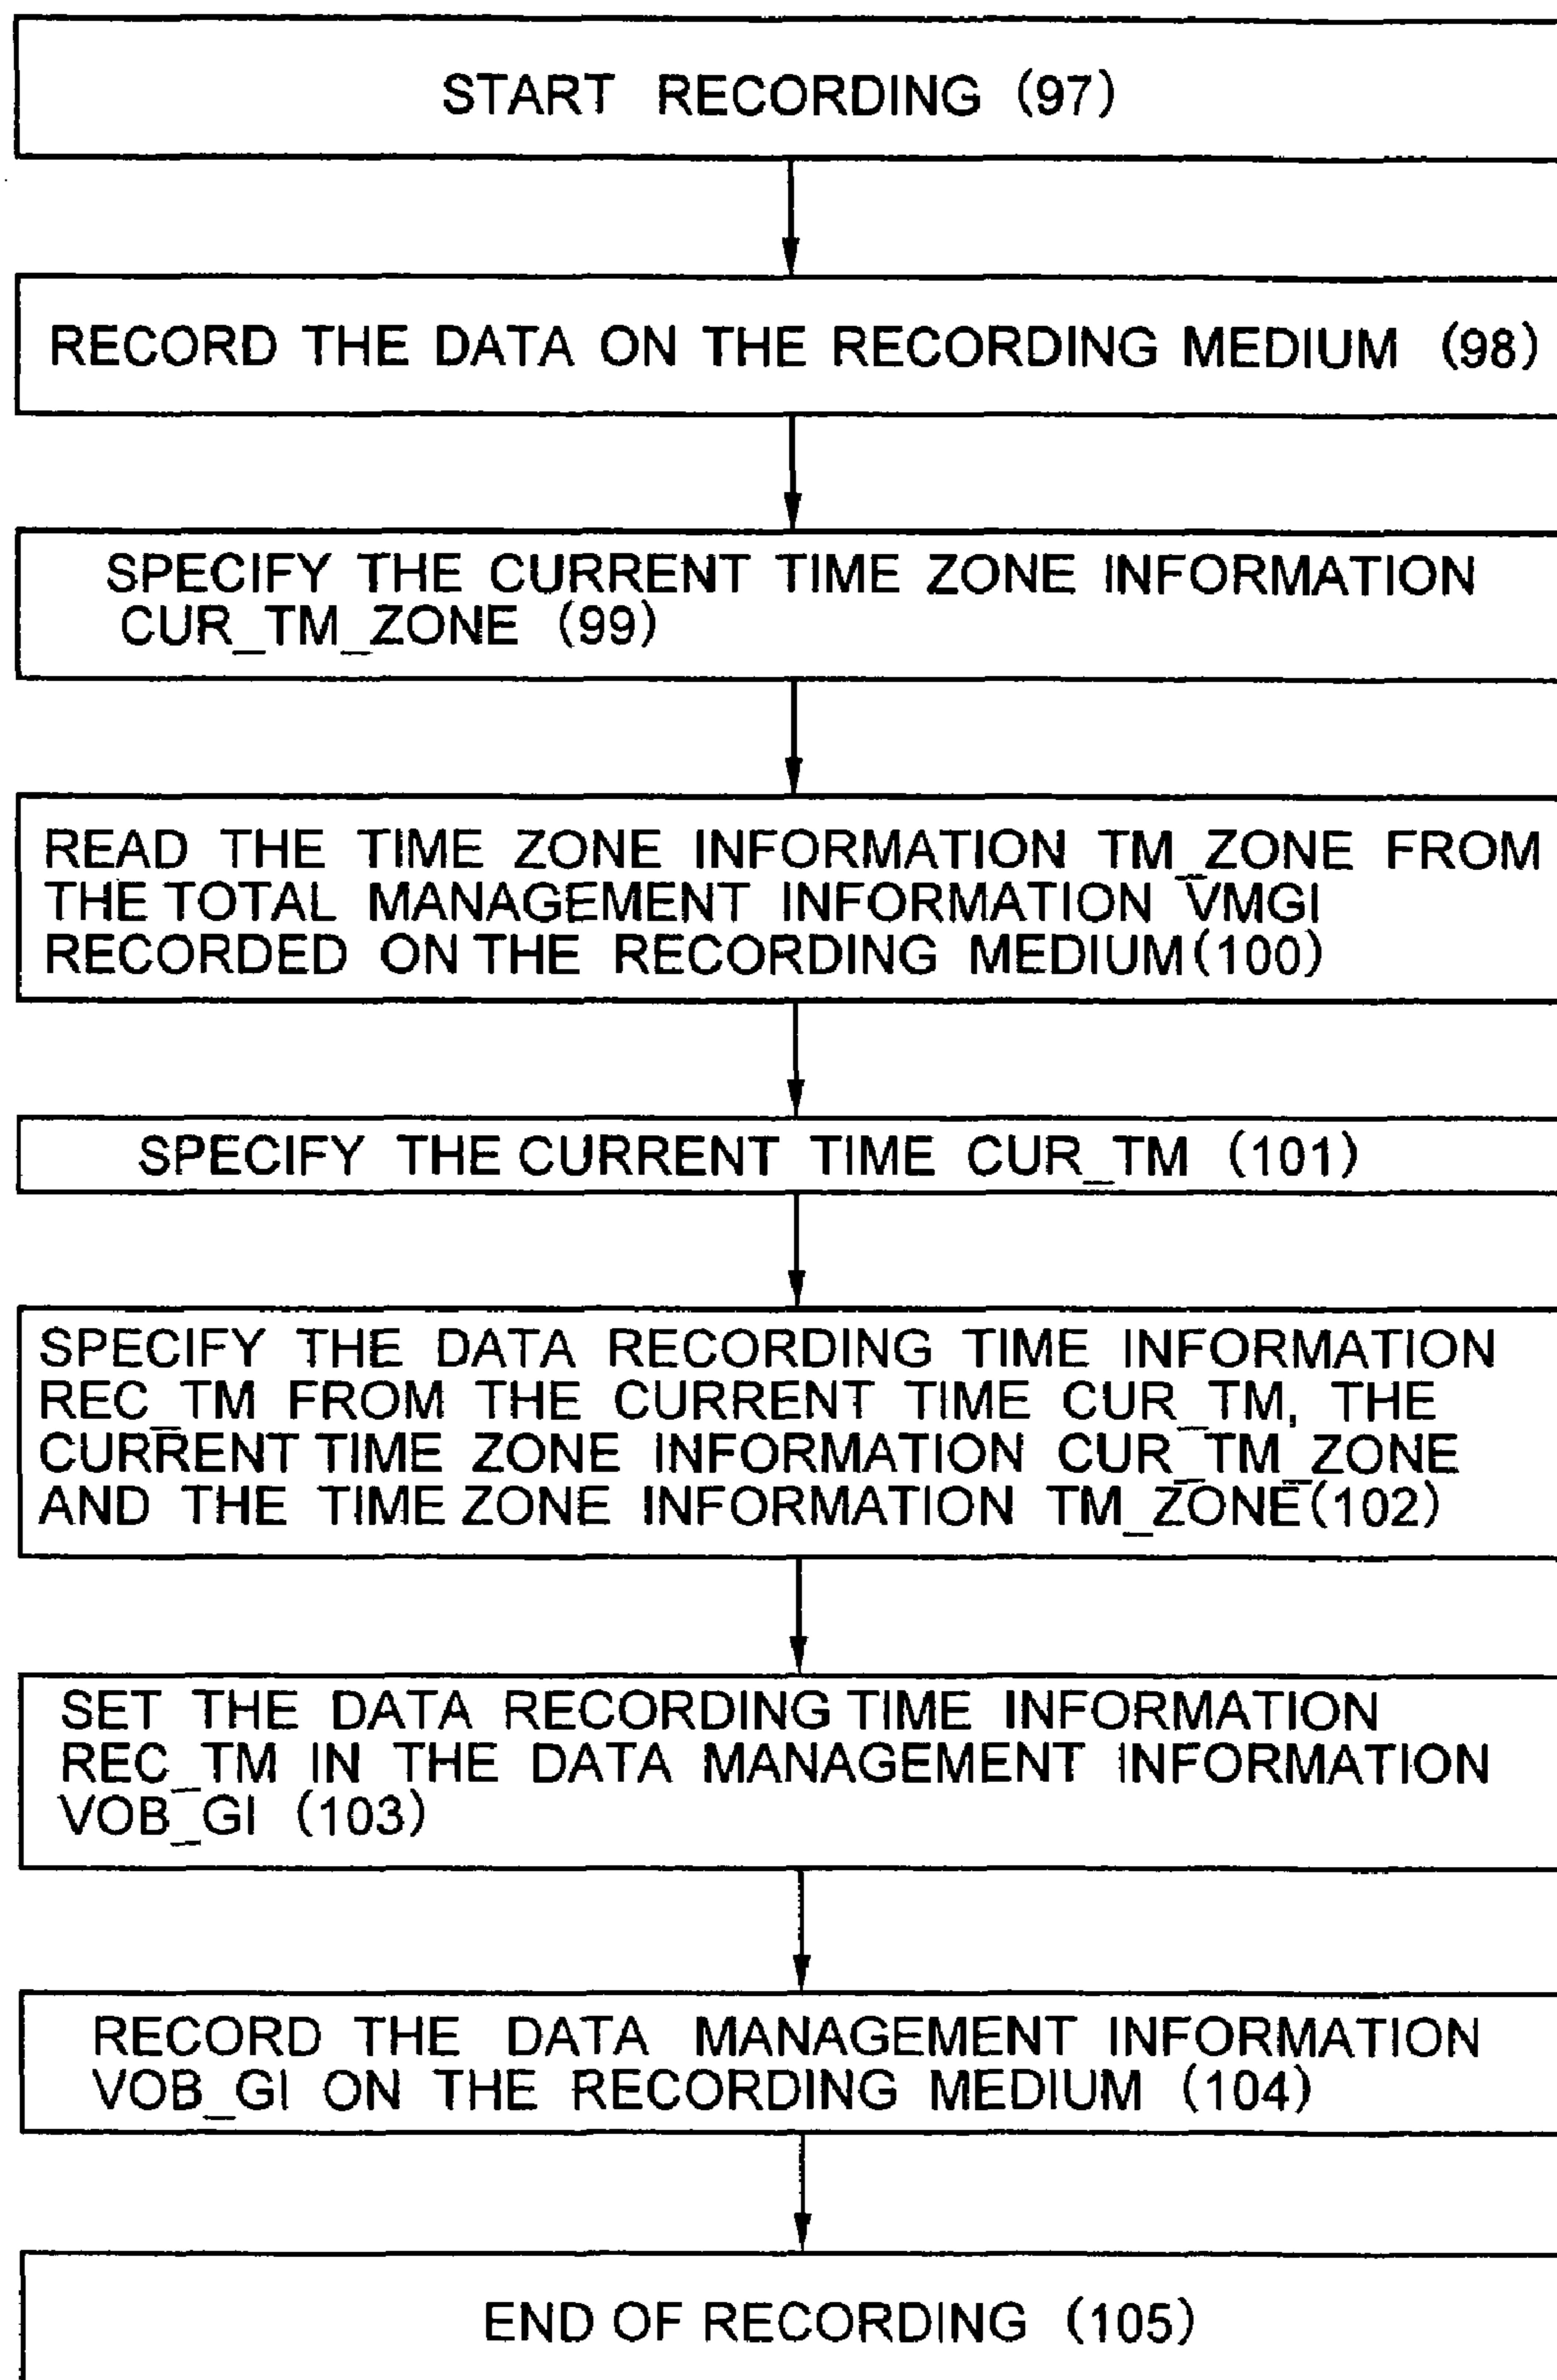 START RECORDING (97)
RECORD THE DATA ON THE RECORDING MEDIUM (98)
SPECIFY THE CURRENT TIME ZONE INFORMATION
CUR_TM_ZONE (99)
READ THE TIME ZONE INFORMATION TM_ZONE FROM
THE TOTAL MANAGEMENT INFORMATION VMGI
RECORDED ON THE RECORDING MEDIUM(100)
SPECIFY THE CURRENT TIME CUR_TM (101)
SPECIFY THE DATA RECORDING TIME INFORMATION
REC_TM FROM THE CURRENT TIME CUR_TM, THE
CURRENT TIME ZONE INFORMATION CUR_TM_ZONE
AND THE TIME ZONE INFORMATION TM_ZONE(102)
SET THE DATA RECORDING TIME INFORMATION
REC_TM IN THE DATA MANAGEMENT INFORMATION
VOB_GI (103)
RECORD THE DATA MANAGEMENT INFORMATION
VOB_GI ON THE RECORDING MEDIUM (104)
END OF RECORDING (105)